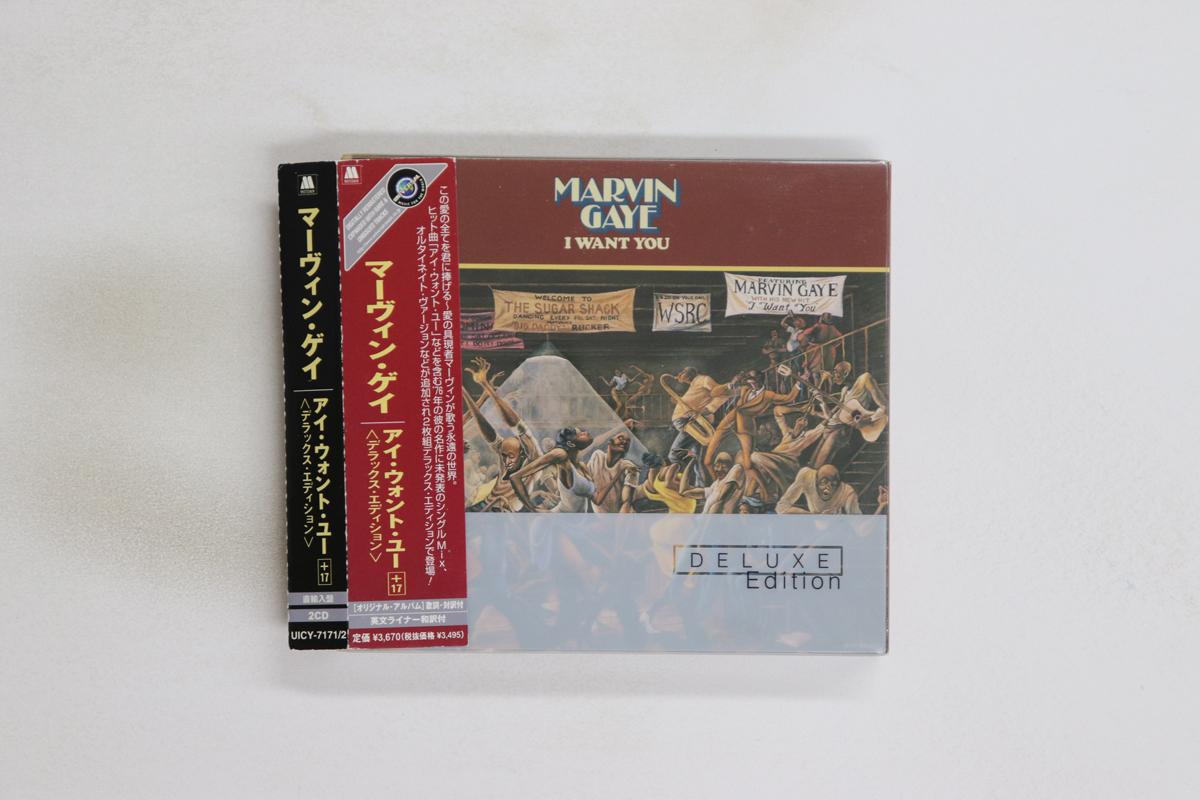 MOTOWN
マーヴィン・ゲイ
アイ・ウォント・ユー
〈デラックス・エディション〉
+17
直輸入盤
2CD
UICY-7171/2
MOTOWN
DIGITALLY REMASTERED
マーヴィン・ゲイ
アイ・ウォント・ユー
〈デラックス・エディション〉
+17
この愛の全てを君に捧げる〜愛の具現者マーヴィンが歌う永遠の世界。
ヒット曲「アイ・ウォント・ユー」などを含む'76年の彼の名作に未発表のシングルMix、
オルタイネイト・ヴァージョンなどが追加され2枚組デラックス・エディションで登場!
[オリジナル・アルバム]歌詞・対訳付
英文ライナー和訳付
定価 ¥3,670(税抜価格 ¥3,495)
MARVIN
GAYE
I WANT YOU
WELCOME TO
THE SUGAR SHACK
DANCING EVERY FRI. SAT. NIGHT
"BIG DADDY" RUCKER
WSRC
FEATURING
MARVIN GAYE
WITH HIS NEW HIT
"I Want You"
DELUXE
Edition